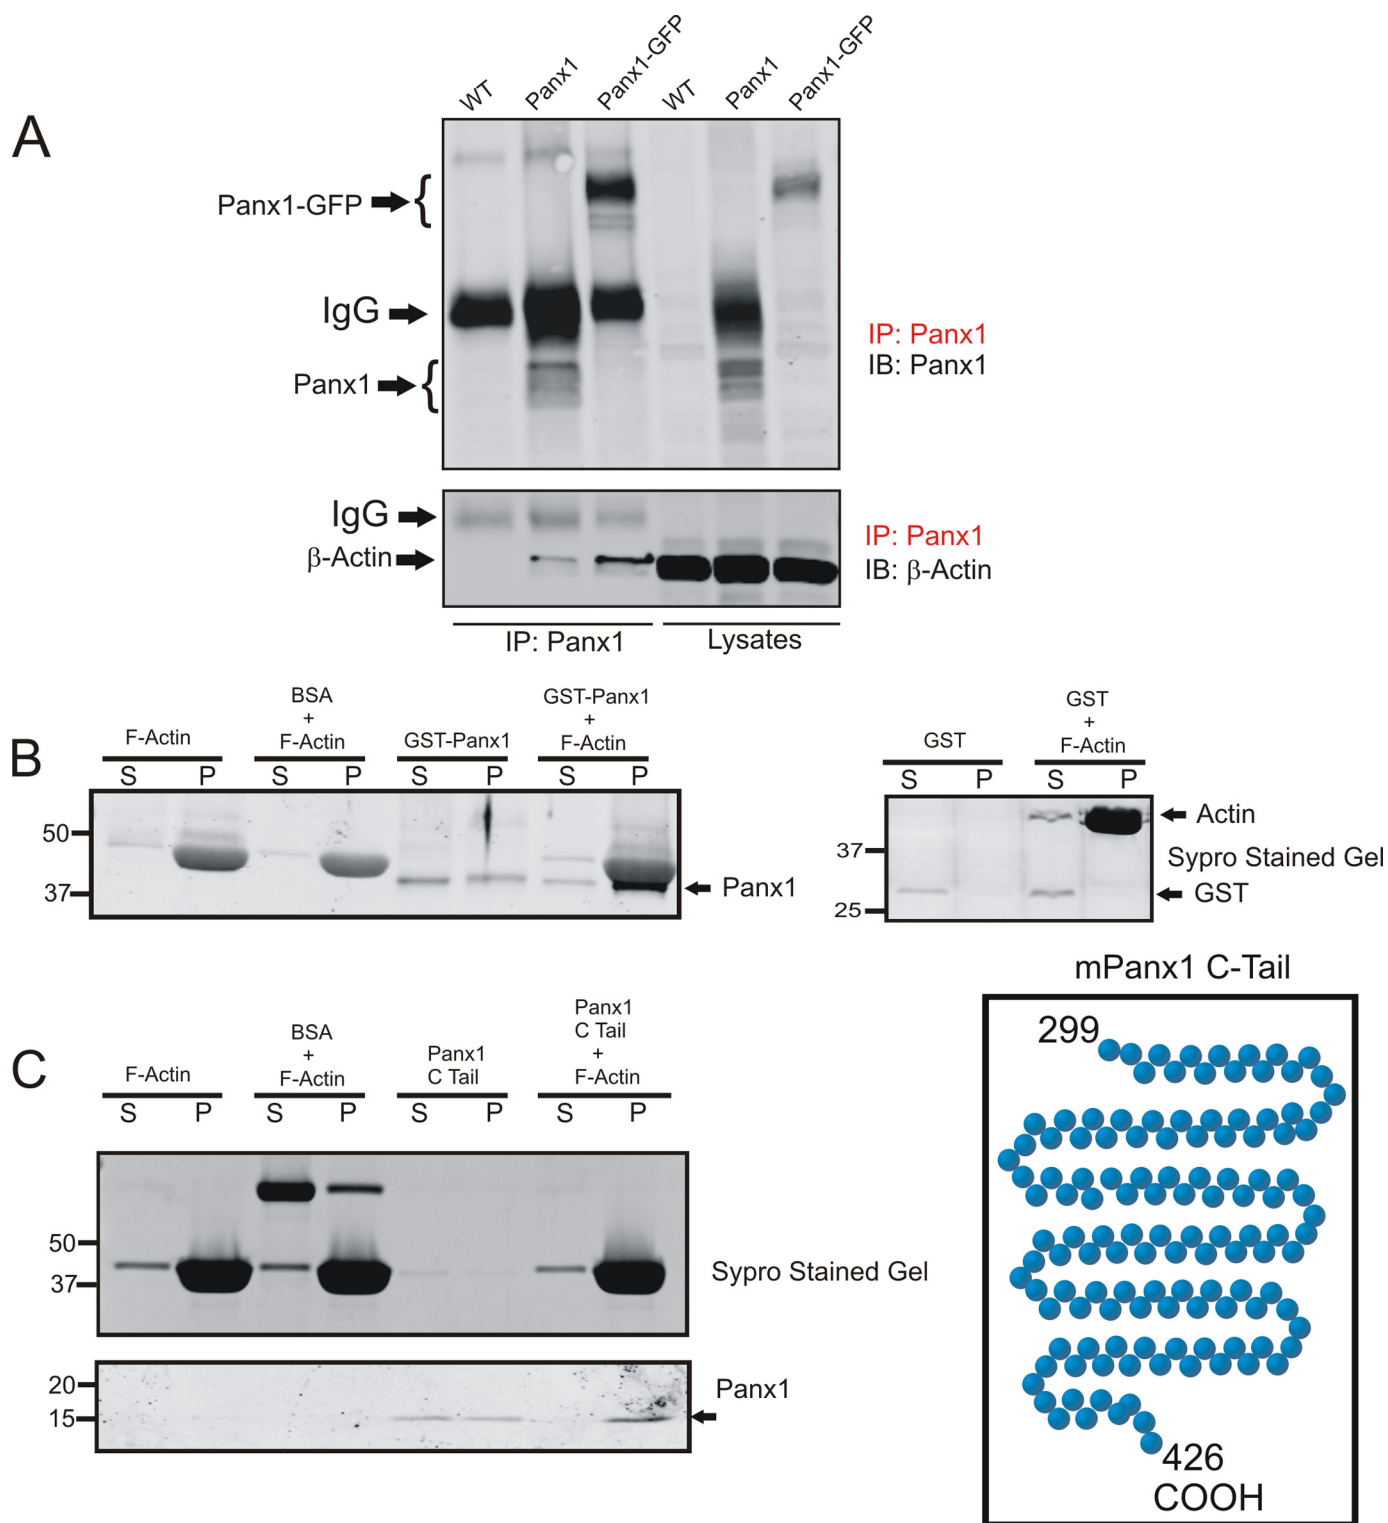 A
WT Panx1 Panx1-GFP WT Panx1 Panx1-GFP
Panx1-GFP
IgG
Panx1
IP: Panx1
IB: Panx1
IgG
β-Actin
IP: Panx1
IB: β-Actin
IP: Panx1 Lysates
B
F-Actin
BSA
+
F-Actin
GST-Panx1
GST-Panx1
+
F-Actin
S P S P S P S P
50
37
Panx1
GST
GST
+
F-Actin
S P S P
37
25
Actin
Sypro Stained Gel
GST
C
F-Actin
BSA
+
F-Actin
Panx1
C Tail
Panx1
C Tail
+
F-Actin
S P S P S P S P
50
37
Sypro Stained Gel
20
15
Panx1
mPanx1 C-Tail
299
426
COOH